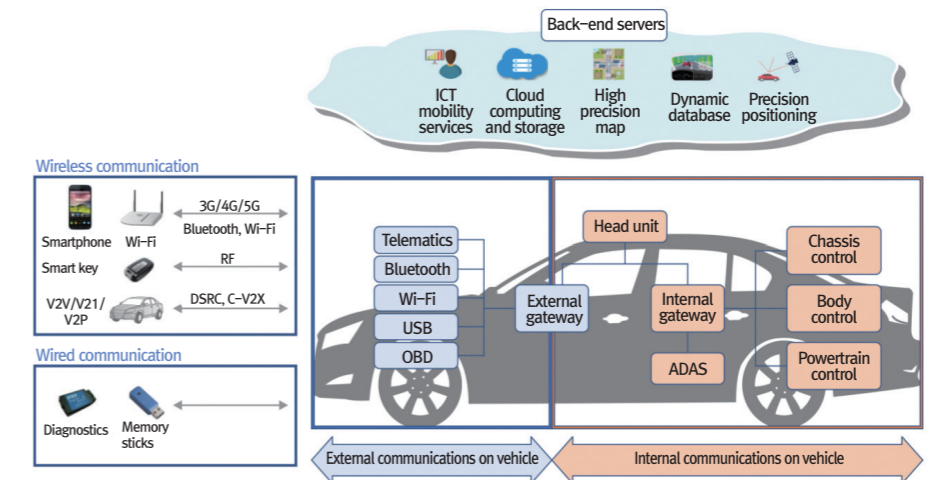 Back-end servers
ICT
mobility
services
Cloud
computing
and storage
High
precision
map
Dynamic
database
Precision
positioning
Wireless communication
3G/4G/5G
Bluetooth, Wi-Fi
Smartphone
Wi-Fi
Smart key
RF
V2V/V21/
V2P
DSRC, C-V2X
Wired communication
Diagnostics
Memory
sticks
Telematics
Bluetooth
Wi-Fi
USB
OBD
External
gateway
Head unit
Internal
gateway
ADAS
Chassis
control
Body
control
Powertrain
control
External communications on vehicle
Internal communications on vehicle